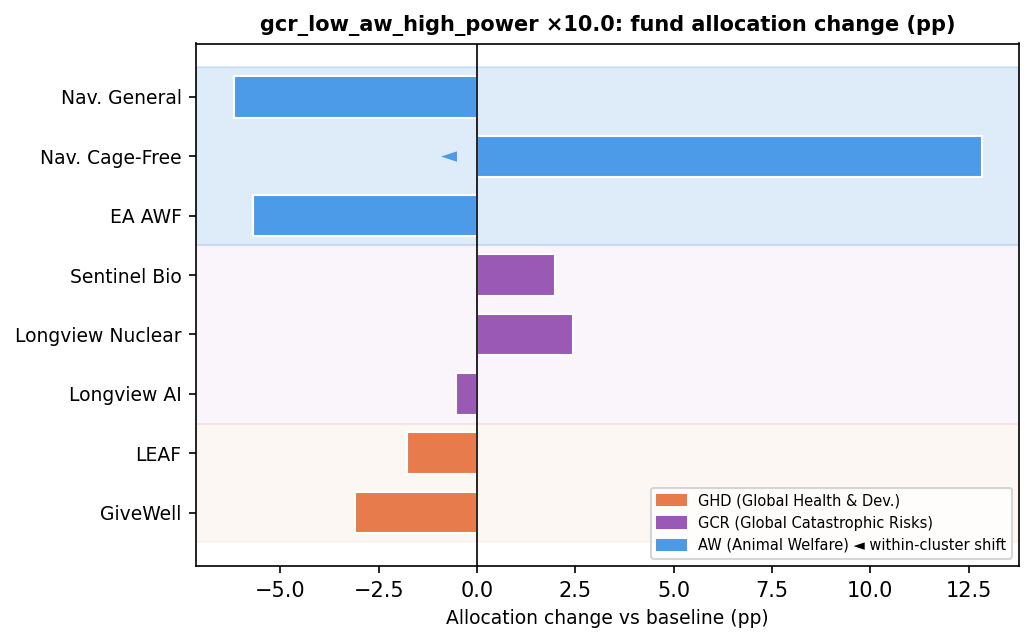 gcr_low_aw_high_power ×10.0: fund allocation change (pp)
Nav. General
Nav. Cage-Free
EA AWF
Sentinel Bio
Longview Nuclear
Longview AI
LEAF
GiveWell
GHD (Global Health & Dev.)
GCR (Global Catastrophic Risks)
AW (Animal Welfare) ◄ within-cluster shift
−5.0 −2.5 0.0 2.5 5.0 7.5 10.0 12.5
Allocation change vs baseline (pp)